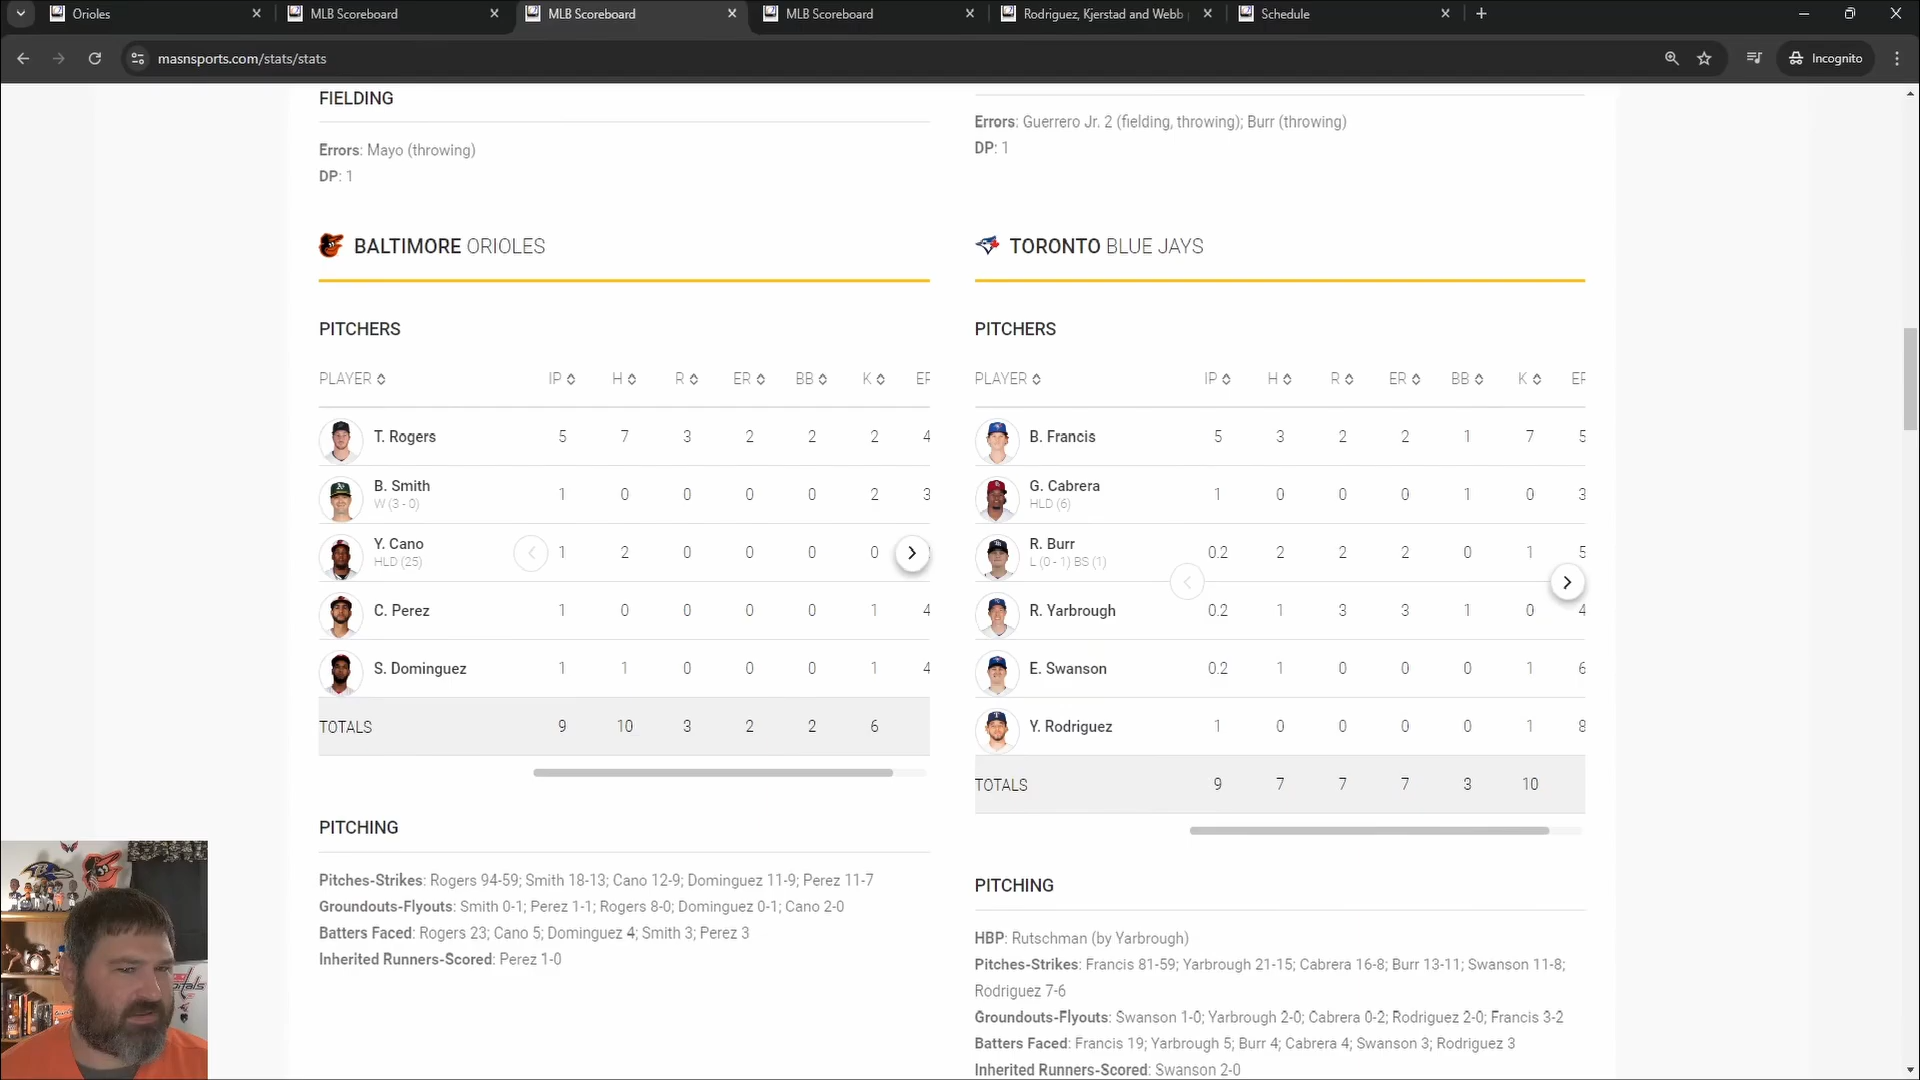 Orioles
MLB Scoreboard
MLB Scoreboard
MLB Scoreboard
Rodriguez, Kjerstad and Webb
Schedule
masnsports.com/stats/stats
Incognito
FIELDING
Errors: Mayo (throwing)
DP: 1
Errors: Guerrero Jr. 2 (fielding, throwing); Burr (throwing)
DP: 1
BALTIMORE ORIOLES
PITCHERS
PLAYER IP H R ER BB K
T. Rogers 5 7 3 2 2 2 4
B. Smith 1 0 0 0 0 2 3
W (3 - 0)
Y. Cano 1 2 0 0 0 0
HLD (25)
C. Perez 1 0 0 0 0 1 4
S. Dominguez 1 1 0 0 0 1 4
TOTALS 9 10 3 2 2 6
PITCHING
Pitches-Strikes: Rogers 94-59; Smith 18-13; Cano 12-9; Dominguez 11-9; Perez 11-7
Groundouts-Flyouts: Smith 0-1; Perez 1-1; Rogers 8-0; Dominguez 0-1; Cano 2-0
Batters Faced: Rogers 23; Cano 5; Dominguez 4; Smith 3; Perez 3
Inherited Runners-Scored: Perez 1-0
TORONTO BLUE JAYS
PITCHERS
PLAYER IP H R ER BB K
B. Francis 5 3 2 2 1 7 5
G. Cabrera 1 0 0 0 1 0 3
HLD (6)
R. Burr 0.2 2 2 2 0 1 5
L (0 - 1) BS (1)
R. Yarbrough 0.2 1 3 3 1 0 4
E. Swanson 0.2 1 0 0 0 1 6
Y. Rodriguez 1 0 0 0 0 1 8
TOTALS 9 7 7 7 3 10
PITCHING
HBP: Rutschman (by Yarbrough)
Pitches-Strikes: Francis 81-59; Yarbrough 21-15; Cabrera 16-8; Burr 13-11; Swanson 11-8;
Rodriguez 7-6
Groundouts-Flyouts: Swanson 1-0; Yarbrough 2-0; Cabrera 0-2; Rodriguez 2-0; Francis 3-2
Batters Faced: Francis 19; Yarbrough 5; Burr 4; Cabrera 4; Swanson 3; Rodriguez 3
Inherited Runners-Scored: Swanson 2-0